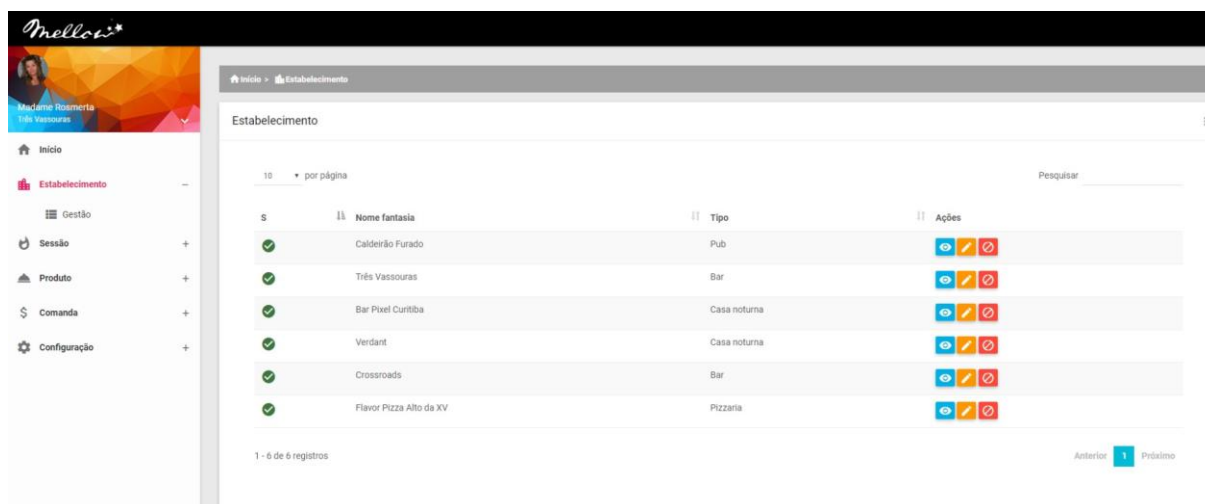 mellow
Início > Estabelecimento
Madame Rosmerta
Três Vassouras
Início
Estabelecimento
Gestão
Sessão
Produto
Comanda
Configuração
Estabelecimento
10 por página
Pesquisar
S Nome fantasia Tipo Ações
Caldeirão Furado Pub
Três Vassouras Bar
Bar Pixel Curitiba Casa noturna
Verdant Casa noturna
Crossroads Bar
Flavor Pizza Alto da XV Pizzaria
1 - 6 de 6 registros
Anterior 1 Próximo